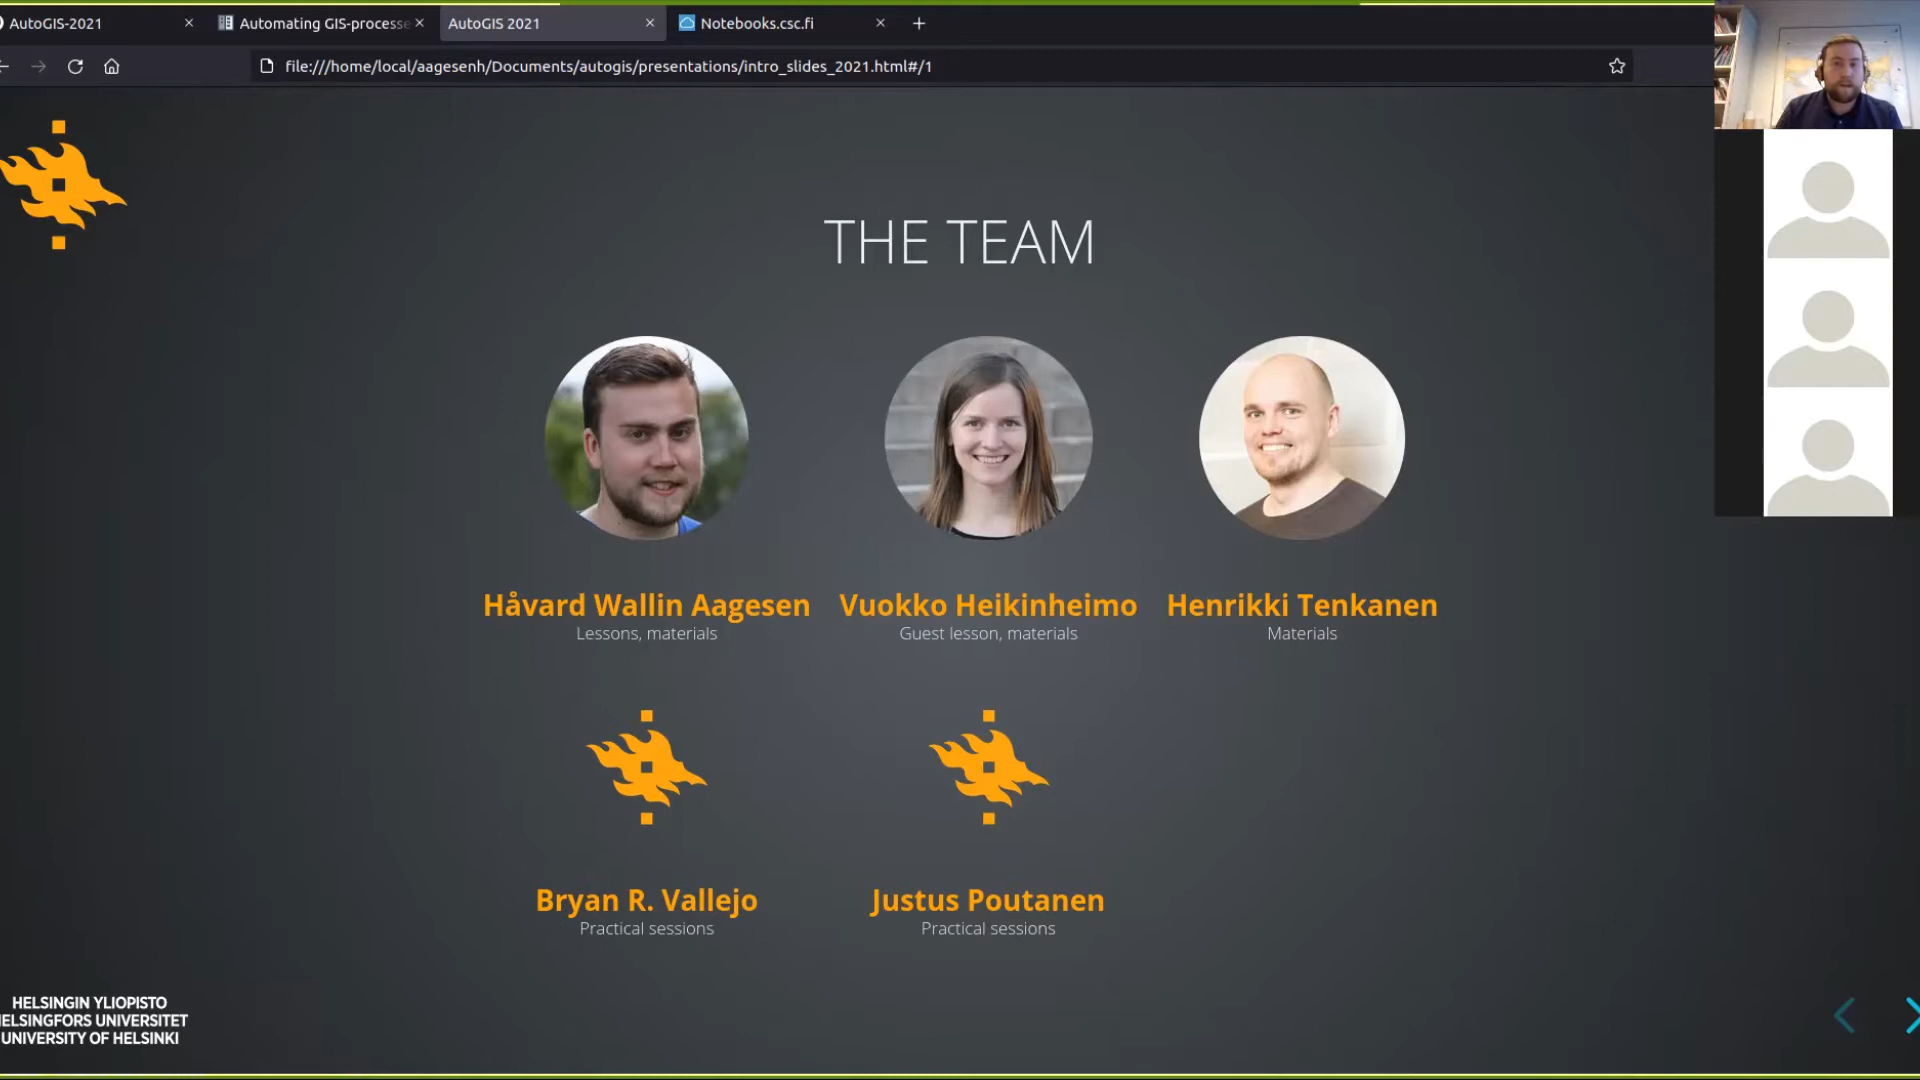 AutoGIS-2021
Automating GIS-processe
AutoGIS 2021
Notebooks.csc.fi
file:///home/local/aagesenh/Documents/autogis/presentations/intro_slides_2021.html#/1
THE TEAM
Håvard Wallin Aagesen
Lessons, materials
Vuokko Heikinheimo
Guest lesson, materials
Henrikki Tenkanen
Materials
Bryan R. Vallejo
Practical sessions
Justus Poutanen
Practical sessions
HELSINGIN YLIOPISTO
HELSINGFORS UNIVERSITET
UNIVERSITY OF HELSINKI